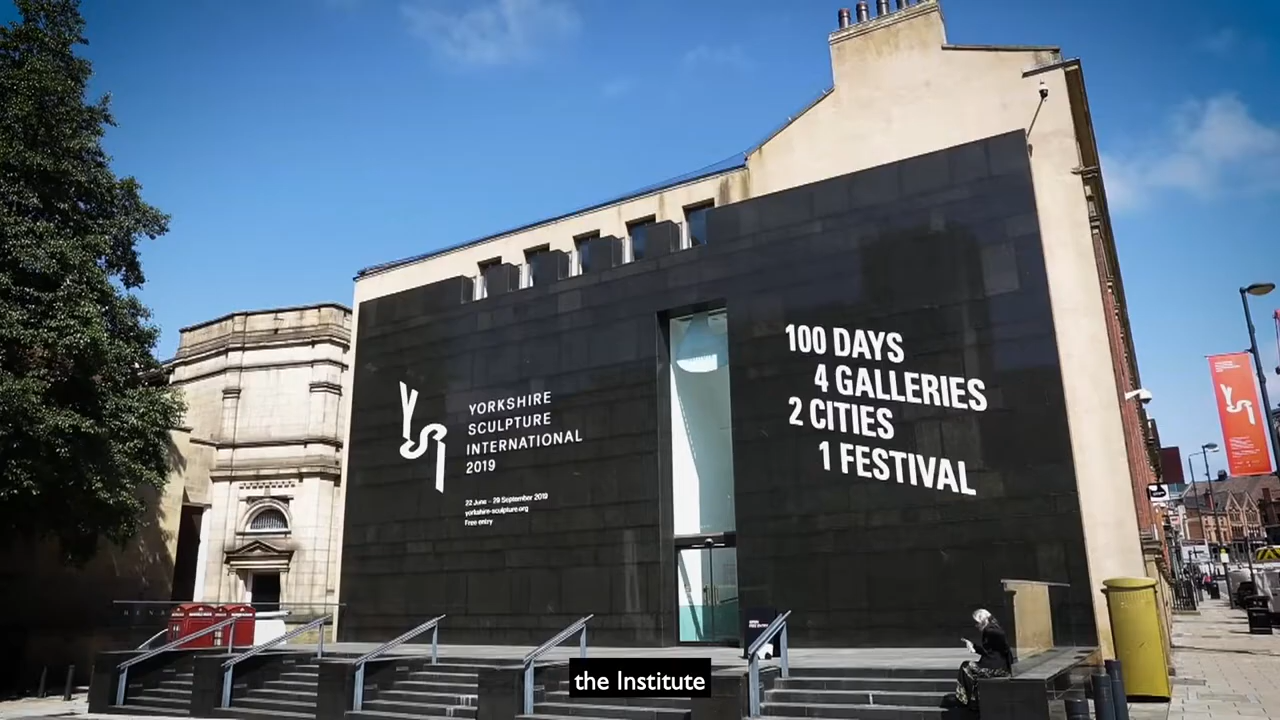 YORKSHIRE
SCULPTURE
INTERNATIONAL
2019
22 June – 29 September 2019
yorkshire-sculpture.org
Free entry
100 DAYS
4 GALLERIES
2 CITIES
1 FESTIVAL
the Institute